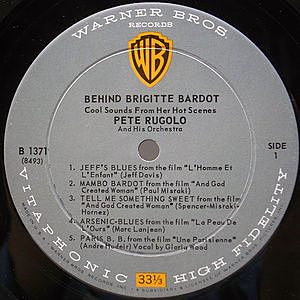 WARNER BROS.
RECORDS
WB
BEHIND BRIGITTE BARDOT
Cool Sounds From Her Hot Scenes
PETE RUGOLO
And His Orchestra
B 1371
(B493)
SIDE
1
1 JEFF'S BLUES from the film "L'Homme Et
L'Enfant" (Jeff Davis)
2 MAMBO BARDOT from the film "And God
Created Woman" (Paul Misraki)
3 TELL ME SOMETHING SWEET from the film
"And God Created Woman" (Spencer-Misraki-
Hornez)
4 ARSENIC-BLUES from the film "La Peau De
L'Ours" (Marc Lanjean)
5 PARIS B. B. from the film "Une Parisienne"
(Andre Hodeir) Vocal by Gloria Wood
VITAPHONIC HIGH FIDELITY
33⅓